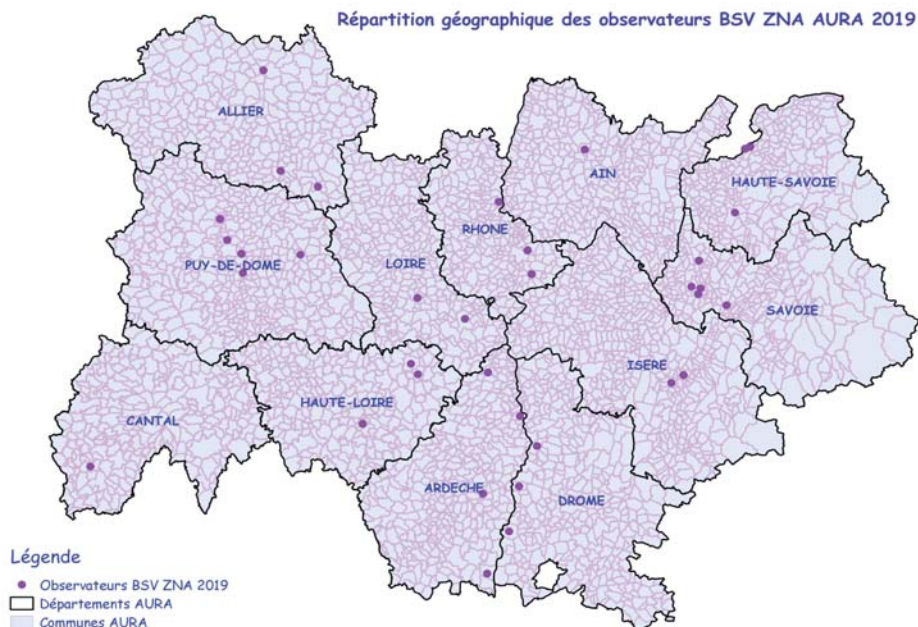 Répartition géographique des observateurs BSV ZNA AURA 2019
ALLIER
AIN
HAUTE-SAVOIE
RHONE
PUY-DE-DOME
LOIRE
SAVOIE
ISERE
HAUTE-LOIRE
CANTAL
ARDECHE
DROME
Légende
Observateurs BSV ZNA 2019
Départements AURA
Communes AURA